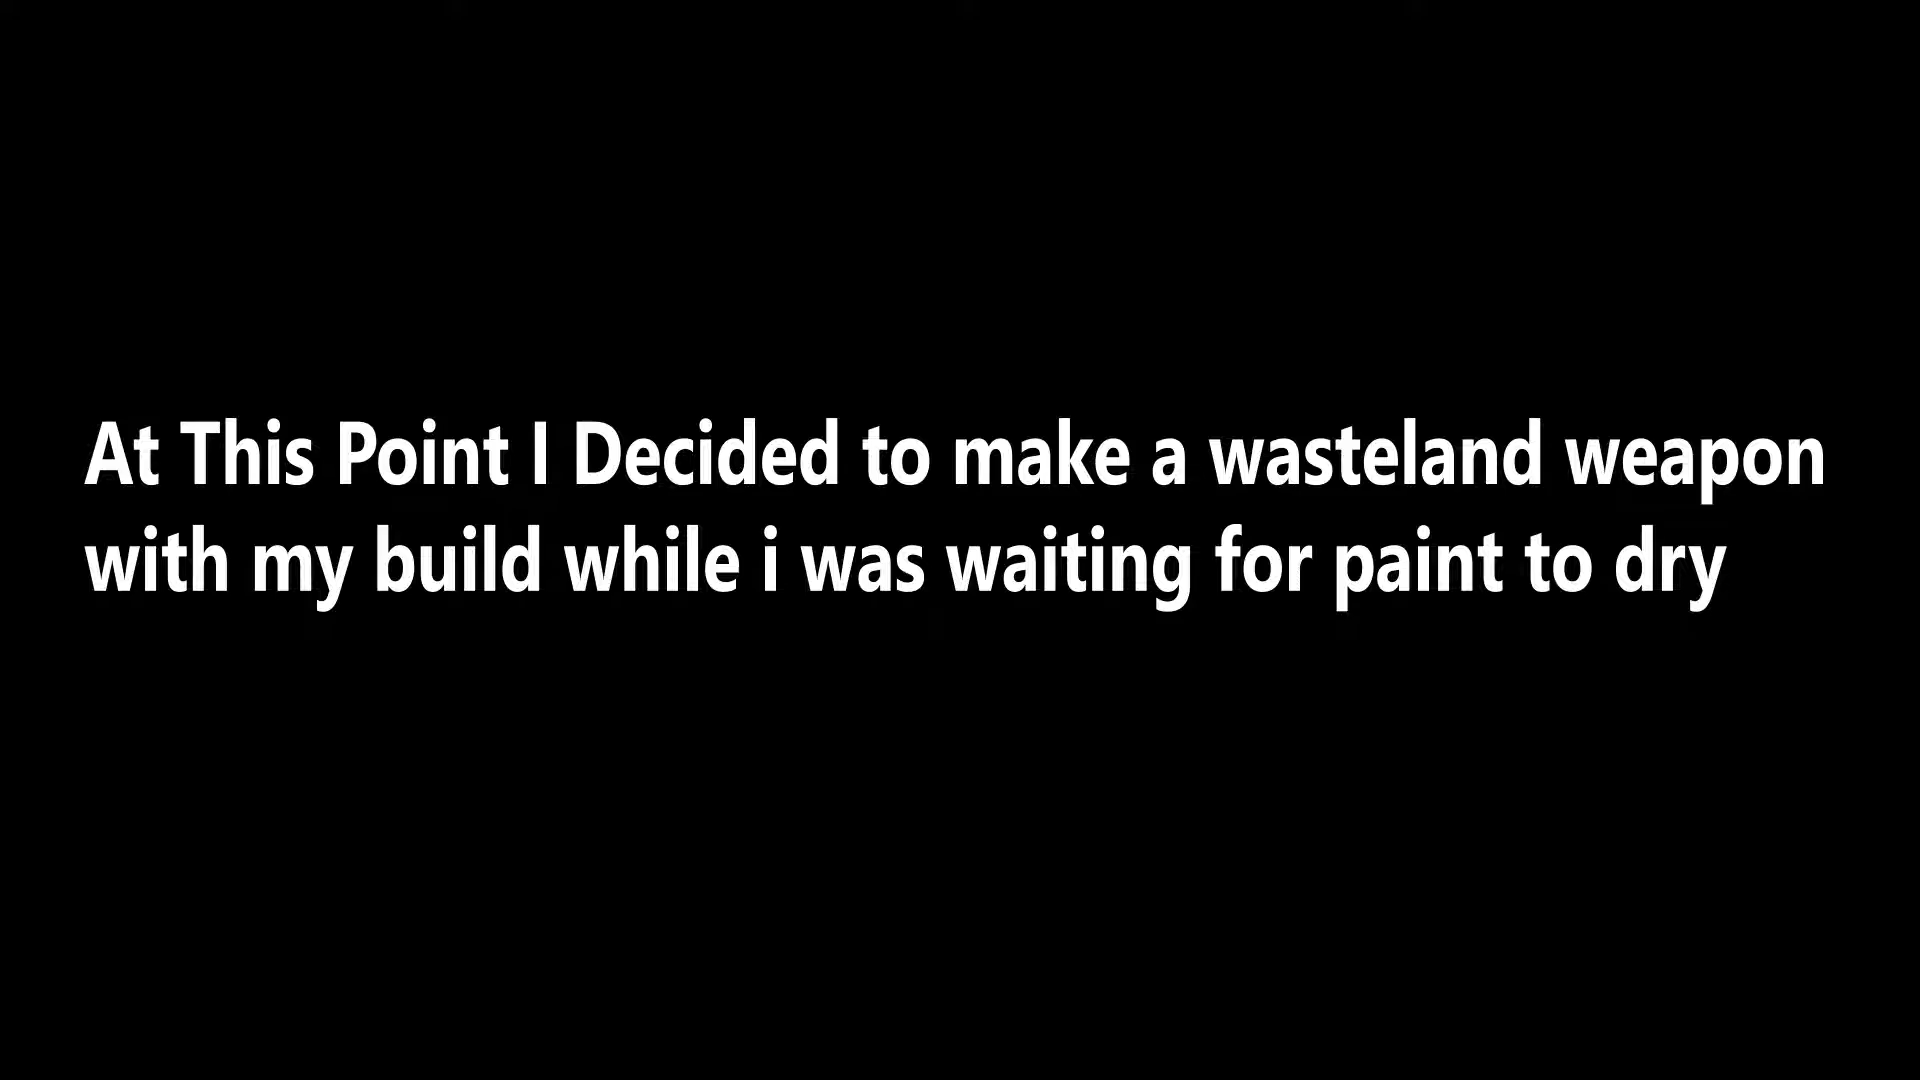 At This Point I Decided to make a wasteland weapon
with my build while i was waiting for paint to dry